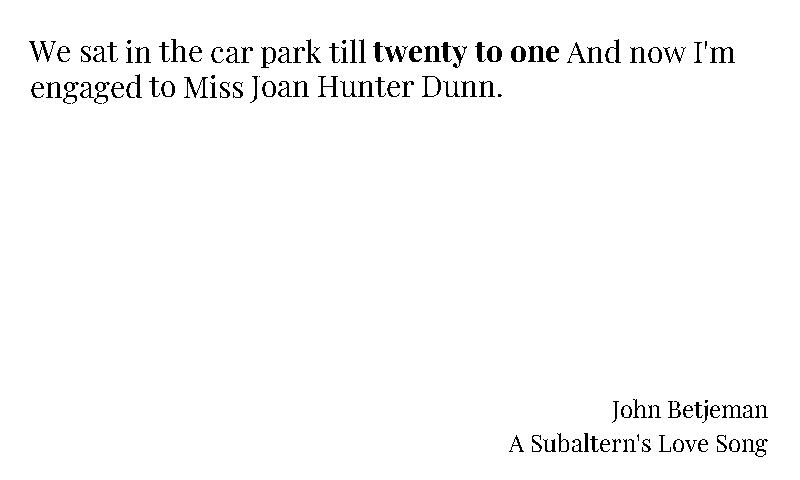 We sat in the car park till twenty to one And now I'm
engaged to Miss Joan Hunter Dunn.
John Betjeman
A Subaltern's Love Song